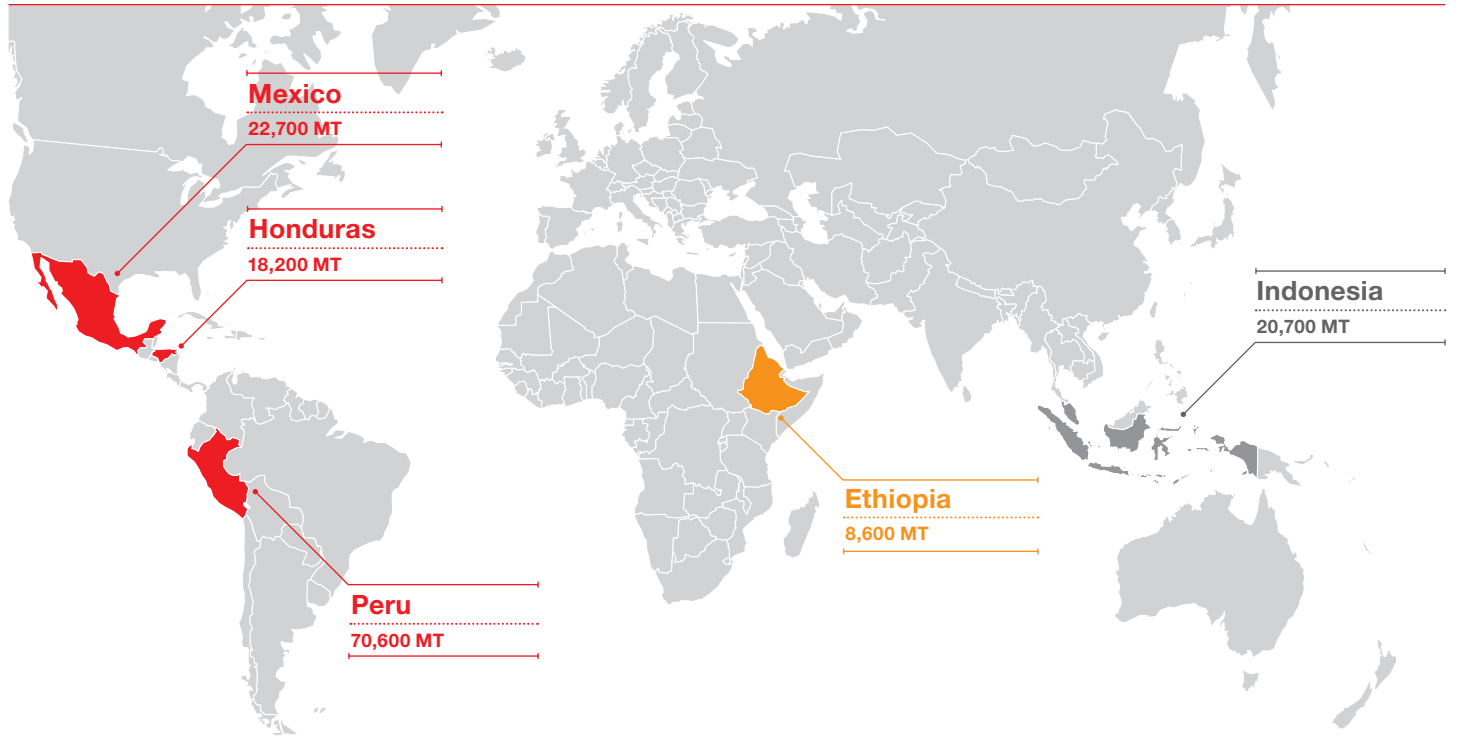 Mexico
22,700 MT
Honduras
18,200 MT
Indonesia
20,700 MT
Ethiopia
8,600 MT
Peru
70,600 MT